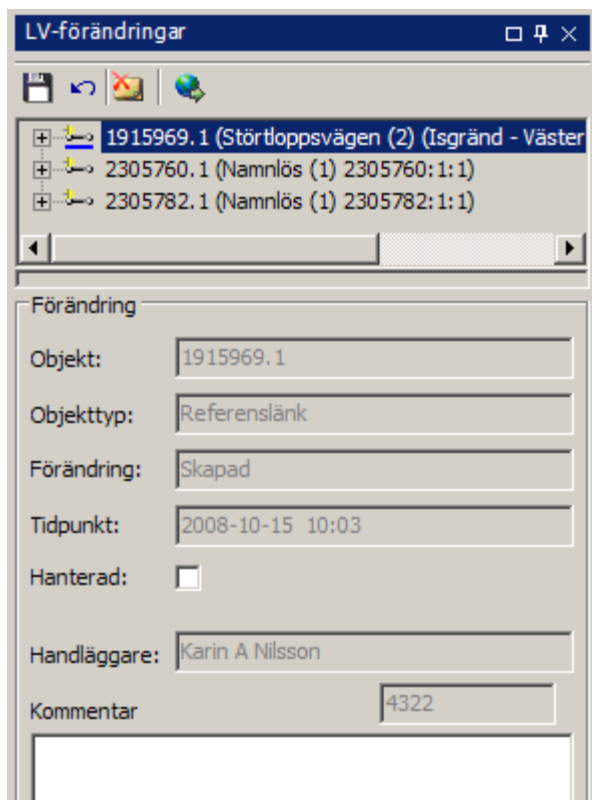 LV-förändringar
1915969.1 (Störtloppsvägen (2) (Isgränd - Väster
2305760.1 (Namnlös (1) 2305760:1:1)
2305782.1 (Namnlös (1) 2305782:1:1)
Förändring
Objekt: 1915969.1
Objekttyp: Referenslänk
Förändring: Skapad
Tidpunkt: 2008-10-15 10:03
Hanterad:
Handläggare: Karin A Nilsson
Kommentar 4322